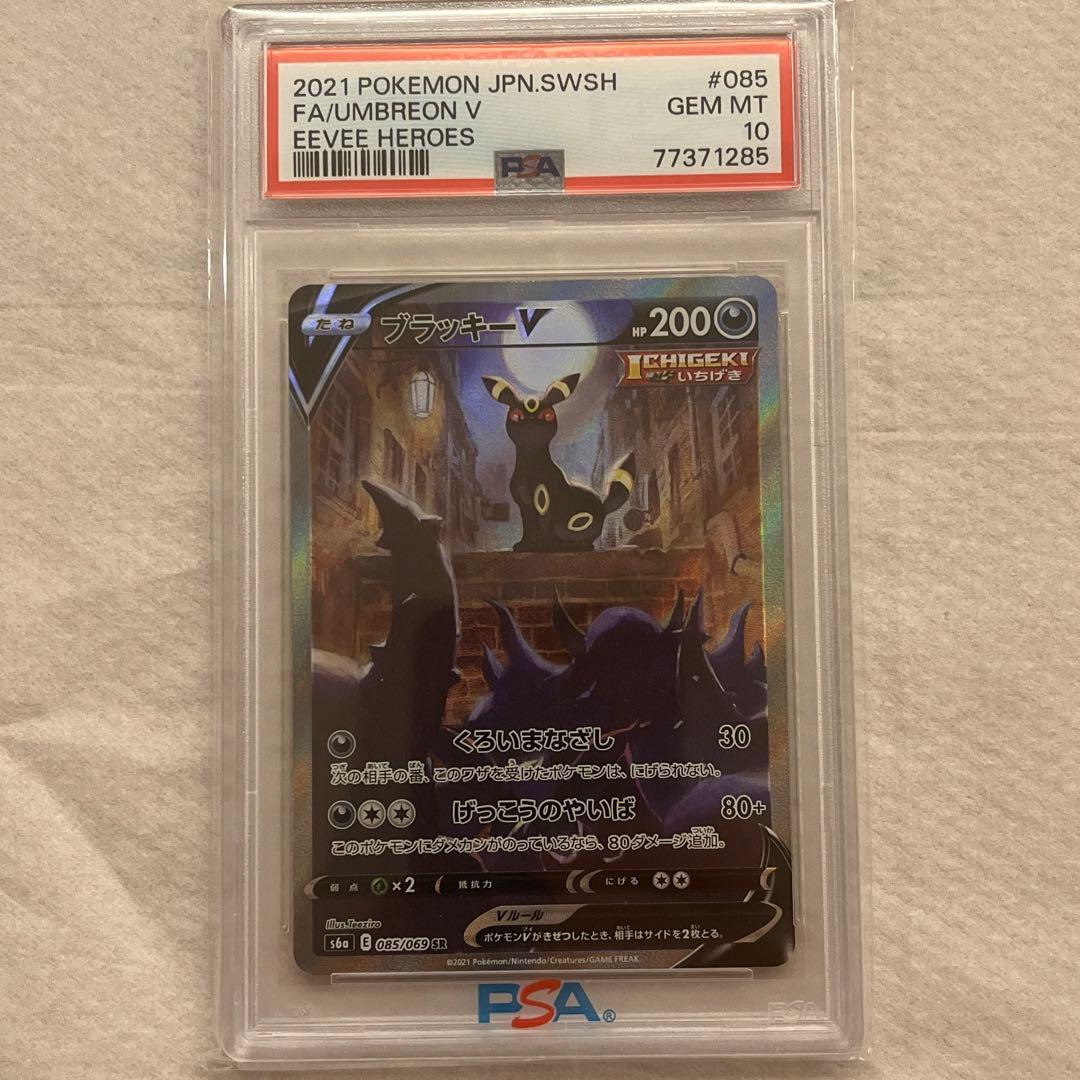 2021 POKEMON JPN.SWSH #085
FA/UMBREON V GEM MT
EEVEE HEROES 10
77371285
PSA
たね ブラッキーV HP 200
ICHIGEKI
いちげき
くろいまなざし 30
次の相手の番、このワザを受けたポケモンは、にげられない。
げっこうのやいば 80+
このポケモンにダメカンがのっているなら、80ダメージ追加。
弱点 ×2 抵抗力 にげる
Illus.Teeziro
Vルール
ポケモンVがきぜつしたとき、相手はサイドを2枚とる。
s6a E 085/069 SR
©2021 Pokémon/Nintendo/Creatures/GAME FREAK.
PSA®
PSA